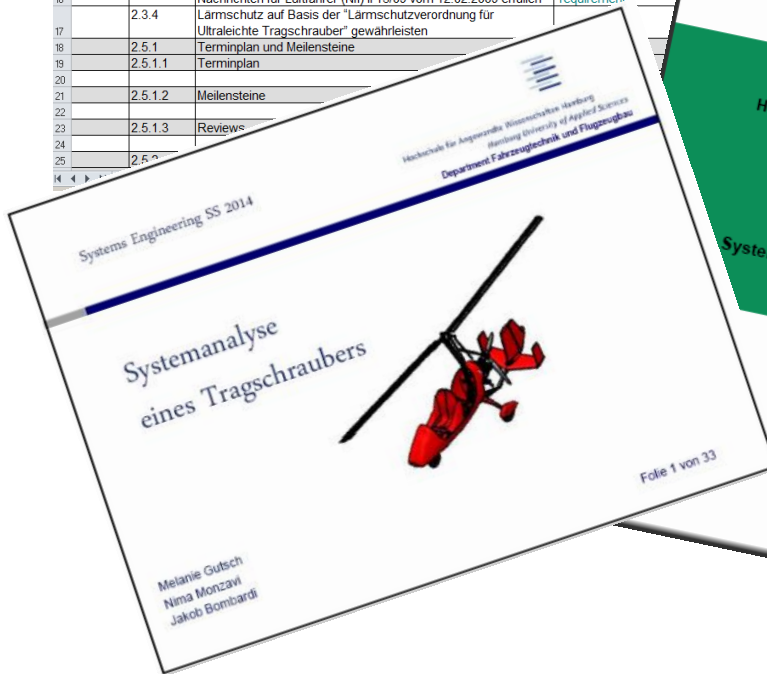 2.3.4 Lärmschutz auf Basis der "Lärmschutzverordnung für
17 Ultraleichte Tragschrauber" gewährleisten
18 2.5.1 Terminplan und Meilensteine
19 2.5.1.1 Terminplan
20
21 2.5.1.2 Meilensteine
22
23 2.5.1.3 Reviews
24
25
Hochschule für Angewandte Wissenschaften Hamburg
Hamburg University of Applied Sciences
Department Fahrzeugtechnik und Flugzeugbau
Systems Engineering SS 2014
Systemanalyse
eines Tragschraubers
Folie 1 von 33
Melanie Gutsch
Nima Monzavi
Jakob Bombardi
H
Syste